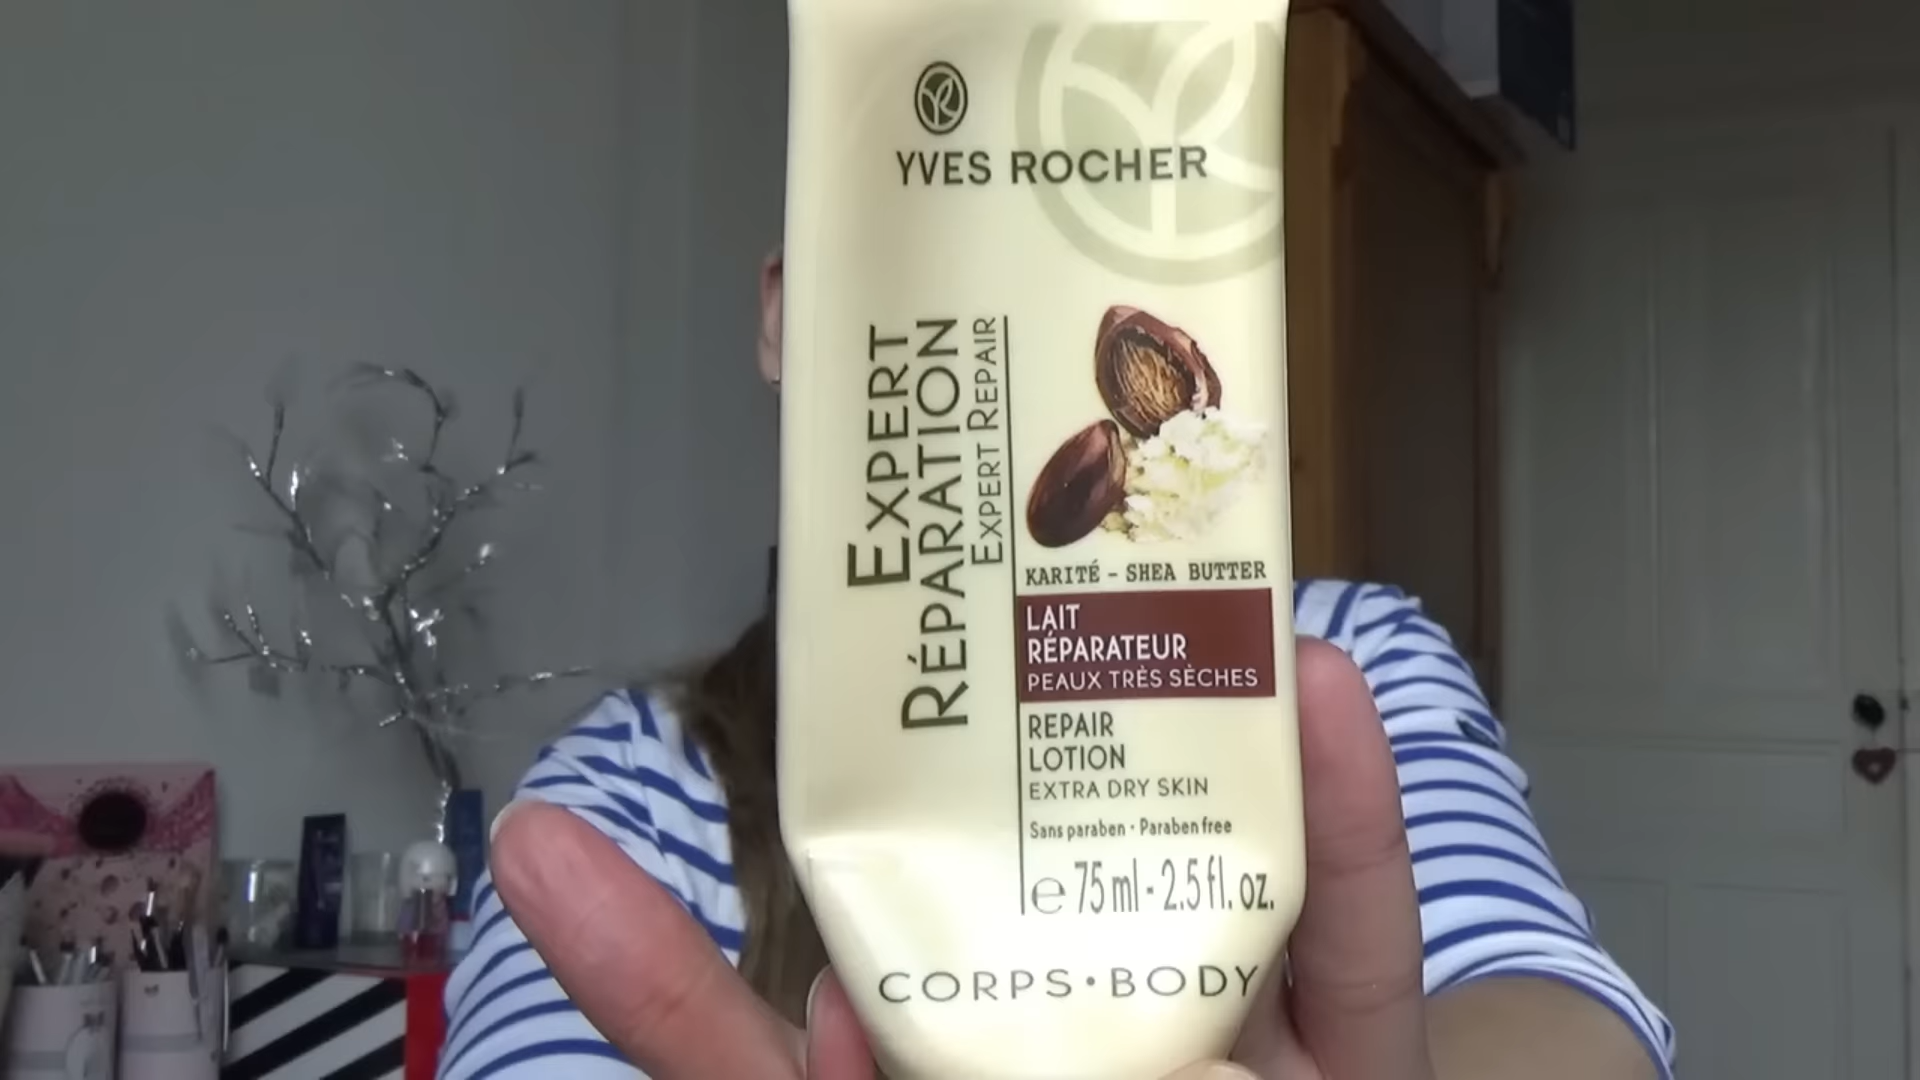 YVES ROCHER
EXPERT
RÉPARATION
EXPERT REPAIR
KARITÉ - SHEA BUTTER
LAIT
RÉPARATEUR
PEAUX TRÈS SÈCHES
REPAIR
LOTION
EXTRA DRY SKIN
Sans paraben · Paraben free
e 75 ml - 2.5 fl. oz.
CORPS · BODY